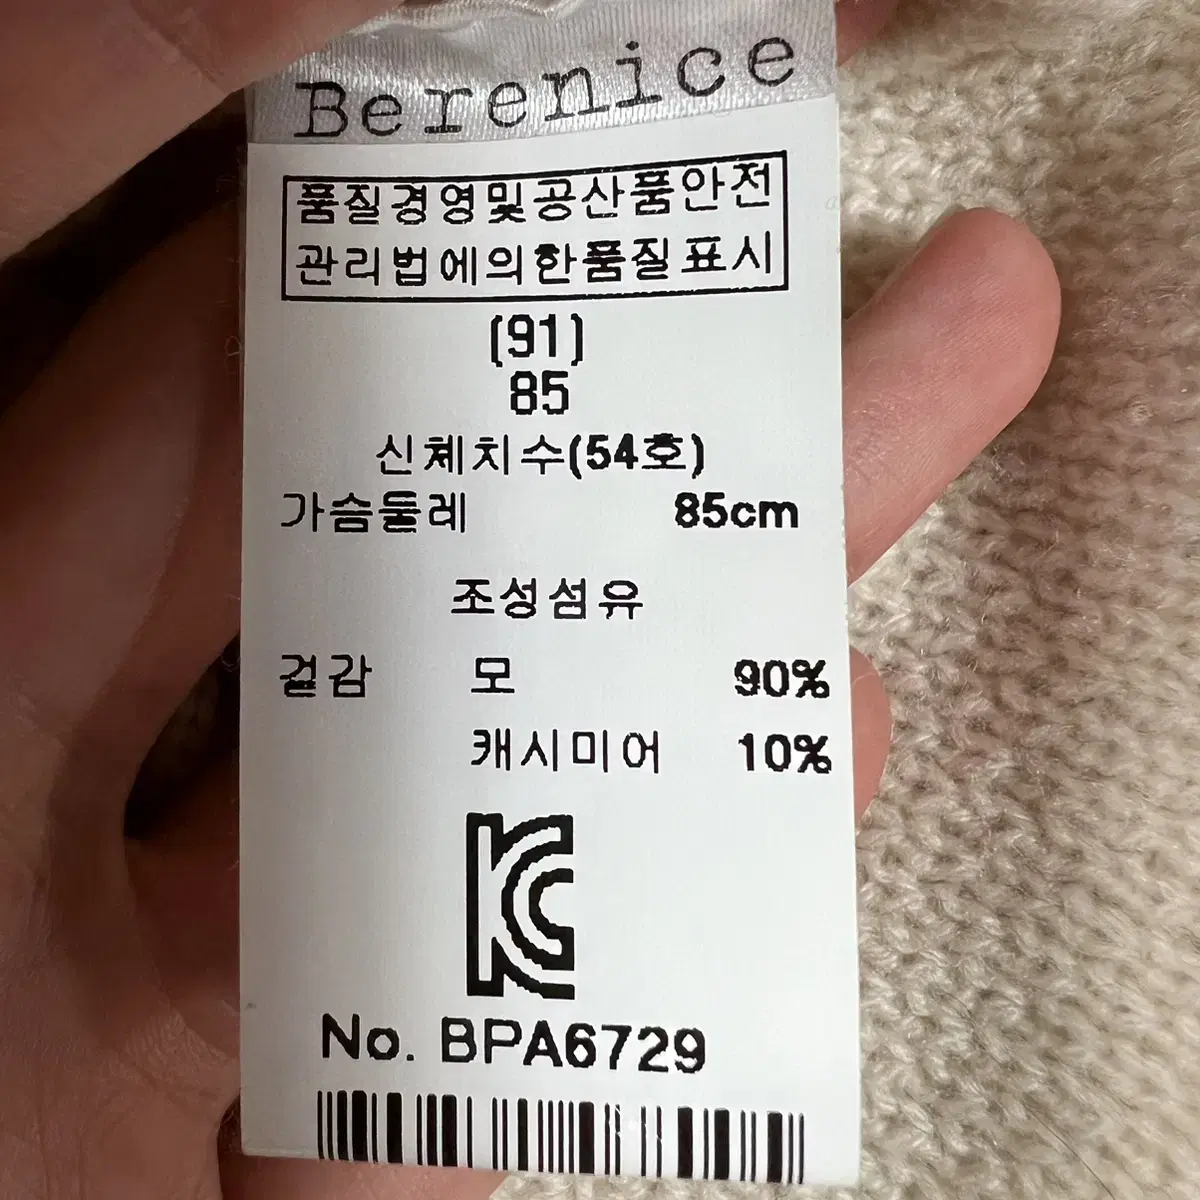 Berenice
품질경영및공산품안전
관리법에의한품질표시
(91)
85
신체치수(54호)
가슴둘레 85cm
조성섬유
겉감 모 90%
캐시미어 10%
KC
No. BPA6729